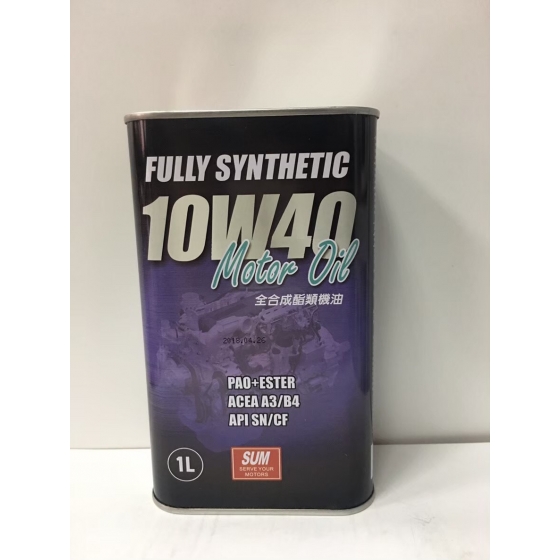 FULLY SYNTHETIC
10W40
Motor Oil
全合成酯類機油
2018.04.26
PAO+ESTER
ACEA A3/B4
API SN/CF
1L
SUM
SERVE YOUR
MOTORS